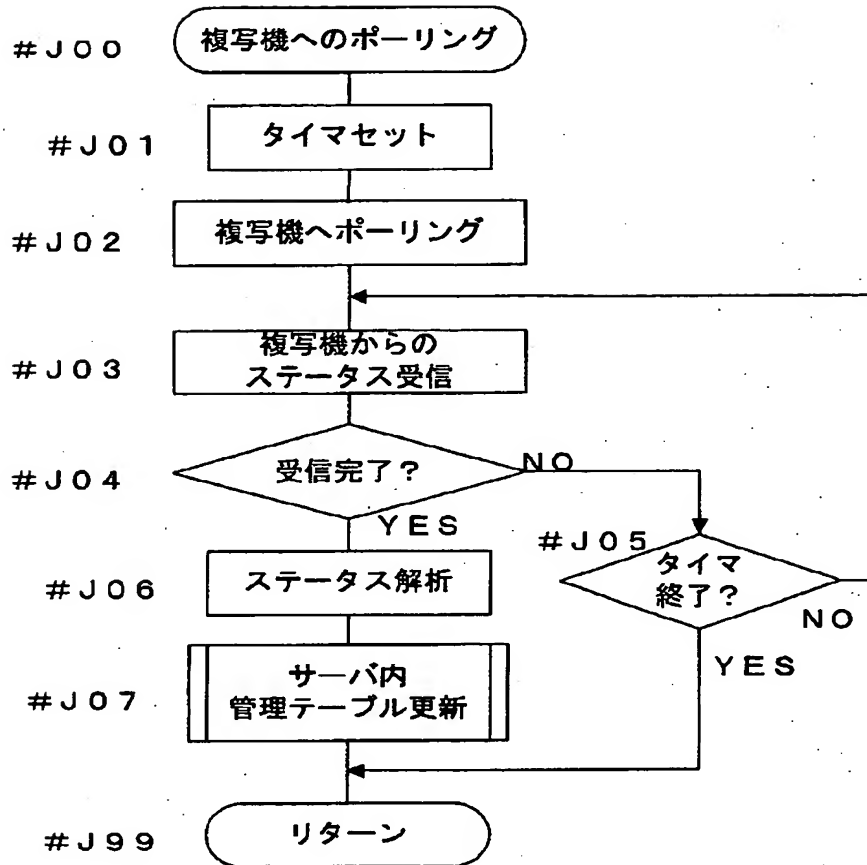 #J00
複写機へのポーリング
#J01
タイマセット
#J02
複写機へポーリング
#J03
複写機からの
ステータス受信
#J04
受信完了?
NO
YES
#J05
タイマ
終了?
NO
YES
#J06
ステータス解析
#J07
サーバ内
管理テーブル更新
#J99
リターン